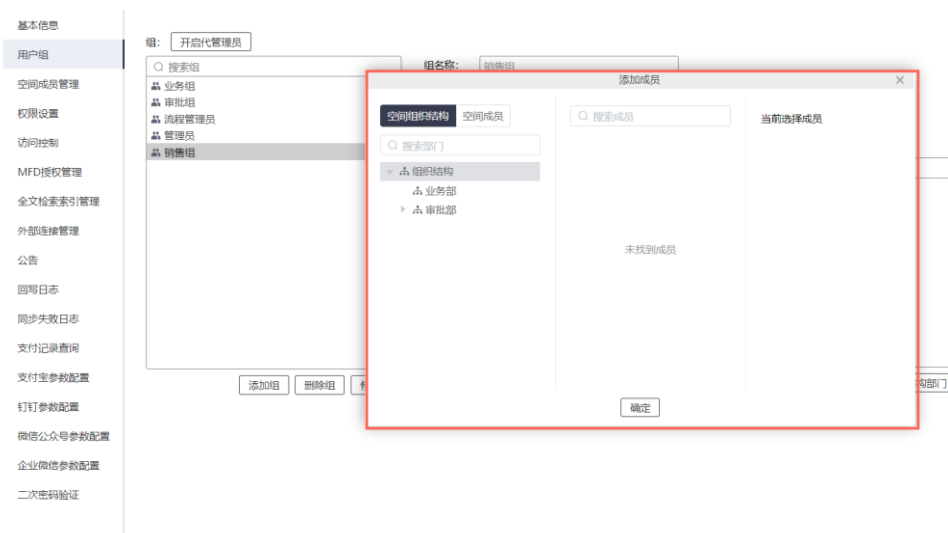 基本信息
用户组
空间成员管理
权限设置
访问控制
MFD授权管理
全文检索索引管理
外部连接管理
公告
回写日志
同步失败日志
支付记录查询
支付宝参数配置
钉钉参数配置
微信公众号参数配置
企业微信参数配置
二次密码验证
组: 开启代管理员
搜索组
业务组
审批组
流程管理员
管理员
销售组
添加组 删除组
组名称: 销售组
添加成员
空间组织结构 空间成员
搜索部门
组织结构
业务部
审批部
搜索成员
未找到成员
当前选择成员
确定
部门